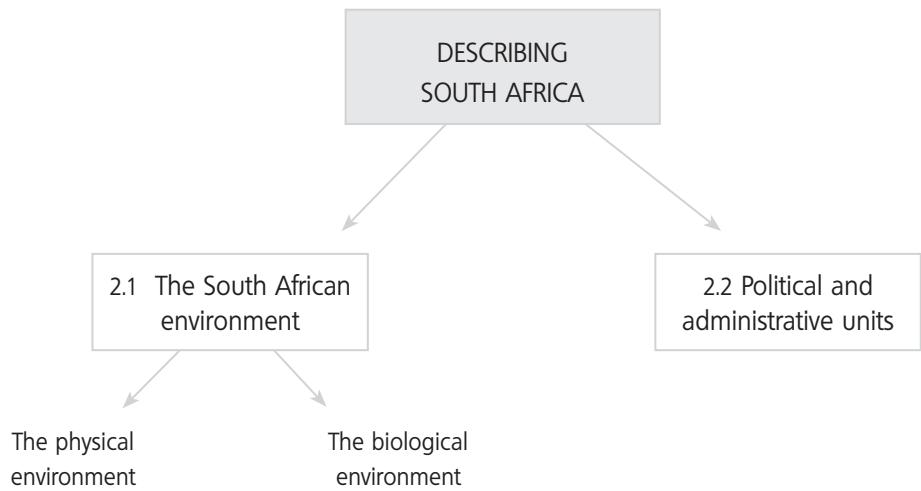 DESCRIBING
SOUTH AFRICA
2.1 The South African
environment
2.2 Political and
administrative units
The physical
environment
The biological
environment